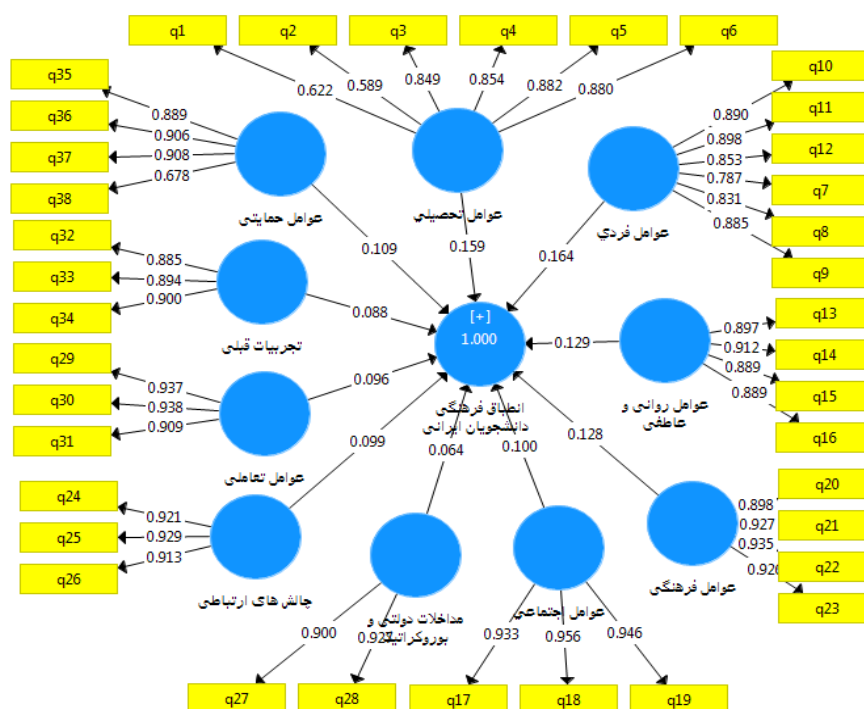 q1
q2
q3
q4
q5
q6
0.622
0.589
0.849
0.854
0.882
0.880
q35
q36
q37
q38
0.889
0.906
0.908
0.678
عوامل حمایتی
0.109
عوامل تحصیلي
0.159
q10
q11
q12
q7
q8
q9
0.890
0.898
0.853
0.787
0.831
0.885
عوامل فردي
0.164
q32
q33
q34
0.885
0.894
0.900
تجربیات قبلی
0.088
[+]
1.000
انطباق فرهنگی
دانشجویان ایرانی
q13
q14
q15
q16
0.897
0.912
0.889
0.889
0.129
عوامل روانی و
عاطفی
q29
q30
q31
0.937
0.938
0.909
عوامل تعاملی
0.096
q24
q25
q26
0.921
0.929
0.913
چالش های ارتباطی
0.099
0.064
0.100
0.128
q20
q21
q22
q23
0.898
0.927
0.935
0.926
عوامل فرهنگی
مداخلات دولتی و
بوروکراتیک
0.900
0.927
عوامل اجتماعي
0.933
0.956
0.946
q27
q28
q17
q18
q19